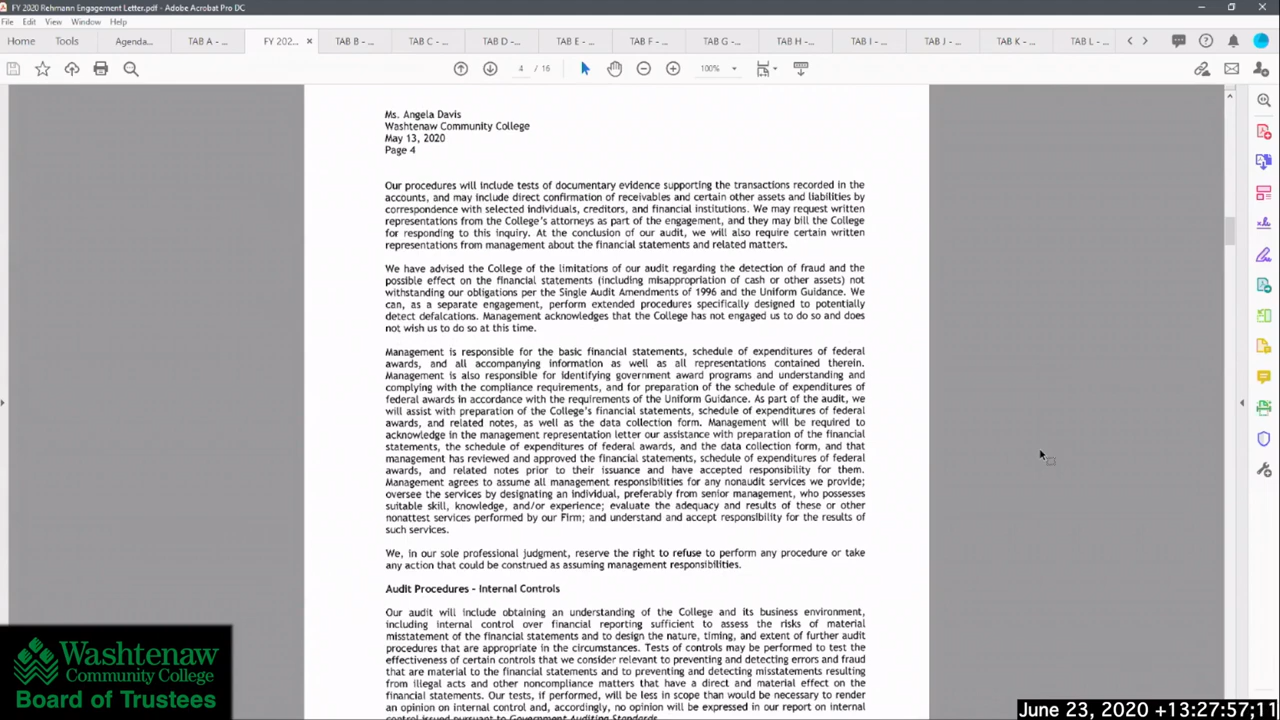 FY 2020 Rehmann Engagement Letter.pdf - Adobe Acrobat Pro DC
File Edit View Window Help
Home Tools Agenda... TAB A - ... FY 202... × TAB B - ... TAB C - ... TAB D -... TAB E - ... TAB F - ... TAB G -... TAB H - ... TAB I - ... TAB J - ... TAB K - ... TAB L - ...
4 / 16 100%
Ms. Angela Davis
Washtenaw Community College
May 13, 2020
Page 4
Our procedures will include tests of documentary evidence supporting the transactions recorded in the
accounts, and may include direct confirmation of receivables and certain other assets and liabilities by
correspondence with selected individuals, creditors, and financial institutions. We may request written
representations from the College's attorneys as part of the engagement, and they may bill the College
for responding to this inquiry. At the conclusion of our audit, we will also require certain written
representations from management about the financial statements and related matters.
We have advised the College of the limitations of our audit regarding the detection of fraud and the
possible effect on the financial statements (including misappropriation of cash or other assets) not
withstanding our obligations per the Single Audit Amendments of 1996 and the Uniform Guidance. We
can, as a separate engagement, perform extended procedures specifically designed to potentially
detect defalcations. Management acknowledges that the College has not engaged us to do so and does
not wish us to do so at this time.
Management is responsible for the basic financial statements, schedule of expenditures of federal
awards, and all accompanying information as well as all representations contained therein.
Management is also responsible for identifying government award programs and understanding and
complying with the compliance requirements, and for preparation of the schedule of expenditures of
federal awards in accordance with the requirements of the Uniform Guidance. As part of the audit, we
will assist with preparation of the College's financial statements, schedule of expenditures of federal
awards, and related notes, as well as the data collection form. Management will be required to
acknowledge in the management representation letter our assistance with preparation of the financial
statements, the schedule of expenditures of federal awards, and the data collection form, and that
management has reviewed and approved the financial statements, schedule of expenditures of federal
awards, and related notes prior to their issuance and have accepted responsibility for them.
Management agrees to assume all management responsibilities for any nonaudit services we provide;
oversee the services by designating an individual, preferably from senior management, who possesses
suitable skill, knowledge, and/or experience; evaluate the adequacy and results of these or other
nonattest services performed by our Firm; and understand and accept responsibility for the results of
such services.
We, in our sole professional judgment, reserve the right to refuse to perform any procedure or take
any action that could be construed as assuming management responsibilities.
Audit Procedures - Internal Controls
Our audit will include obtaining an understanding of the College and its business environment,
including internal control over financial reporting sufficient to assess the risks of material
misstatement of the financial statements and to design the nature, timing, and extent of further audit
procedures that are appropriate in the circumstances. Tests of controls may be performed to test the
effectiveness of certain controls that we consider relevant to preventing and detecting errors and fraud
that are material to the financial statements and to preventing and detecting misstatements resulting
from illegal acts and other noncompliance matters that have a direct and material effect on the
financial statements. Our tests, if performed, will be less in scope than would be necessary to render
an opinion on internal control and, accordingly, no opinion will be expressed in our report on internal
control issued pursuant to Government Auditing Standards.
Washtenaw
Community College
Board of Trustees
June 23, 2020 +13:27:57;11